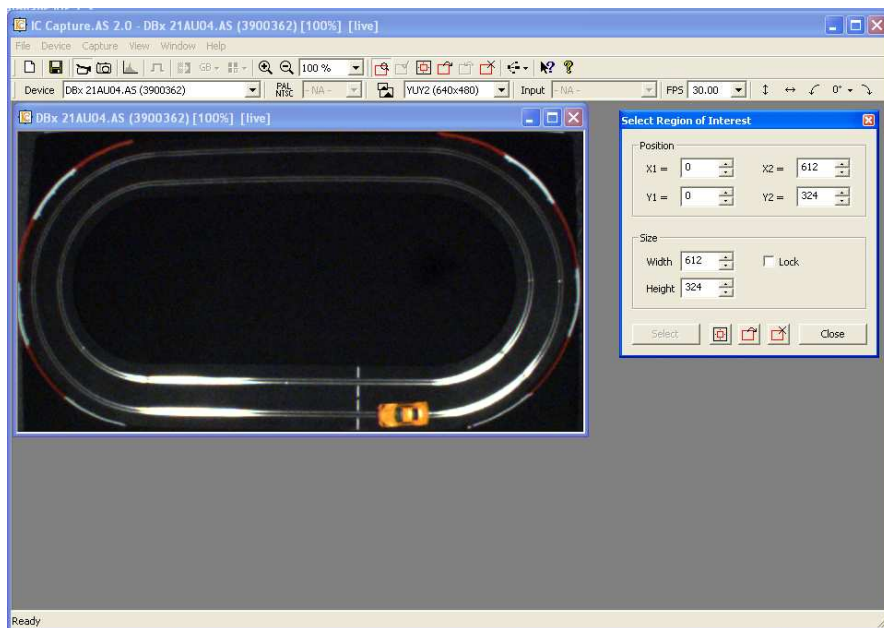 IC Capture.AS 2.0 - DBx 21AU04.AS (3900362) [100%] [live]
File Device Capture View Window Help
GB 100 %
Device DBx 21AU04.AS (3900362) PAL NTSC - NA - YUY2 (640x480) Input - NA - FPS 30.00 0°
DBx 21AU04.AS (3900362) [100%] [live]
Select Region of Interest
Position
X1 = 0 X2 = 612
Y1 = 0 Y2 = 324
Size
Width 612 Lock
Height 324
Select Close
Ready